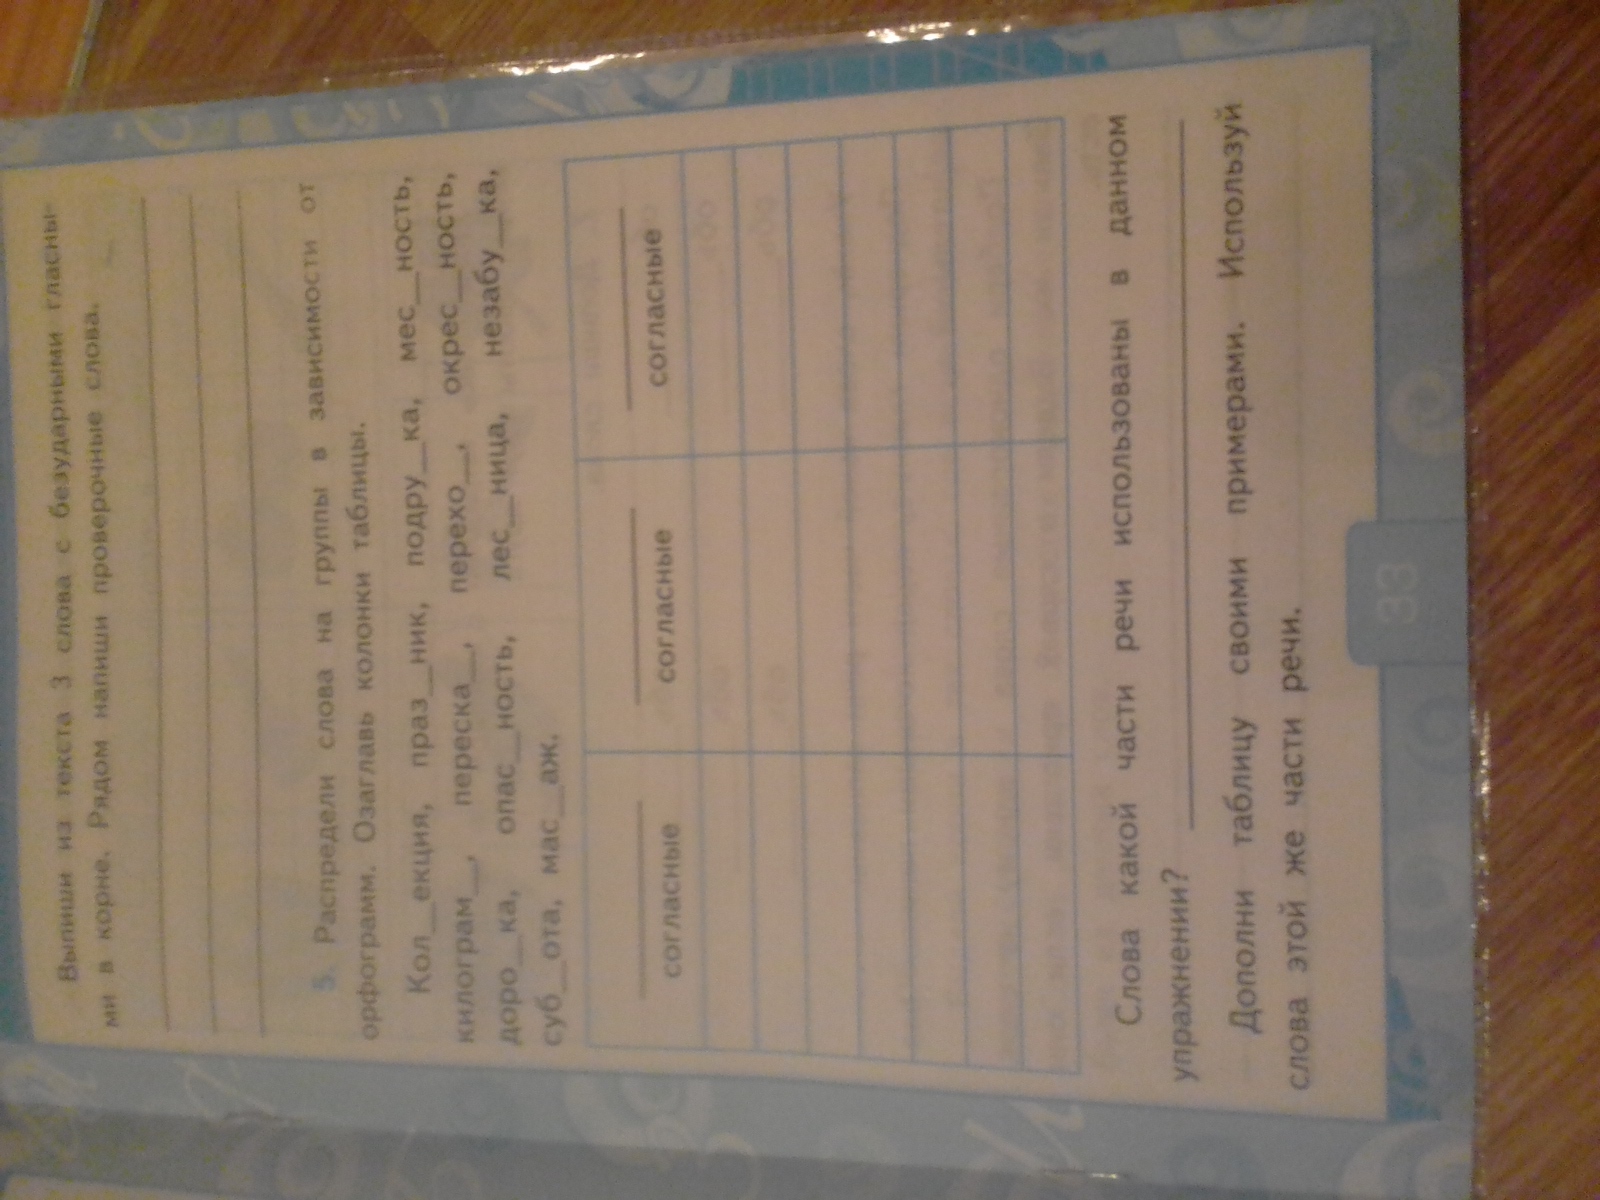 Выпиши из текста 3 слова с безударными гласны-
ми в корне. Рядом напиши проверочные слова.
5. Распредели слова на группы в зависимости от
орфограмм. Озаглавь колонки таблицы.
Кол__екция, праз__ник, подру__ка, мес__ность,
килограм__, переска__, перехо__, окрес__ность,
доро__ка, опас__ность, лес__ница, незабу__ка,
суб__ота, мас__аж.
согласные согласные согласные
Слова какой части речи использованы в данном
упражнении?
Дополни таблицу своими примерами. Используй
слова этой же части речи.
33